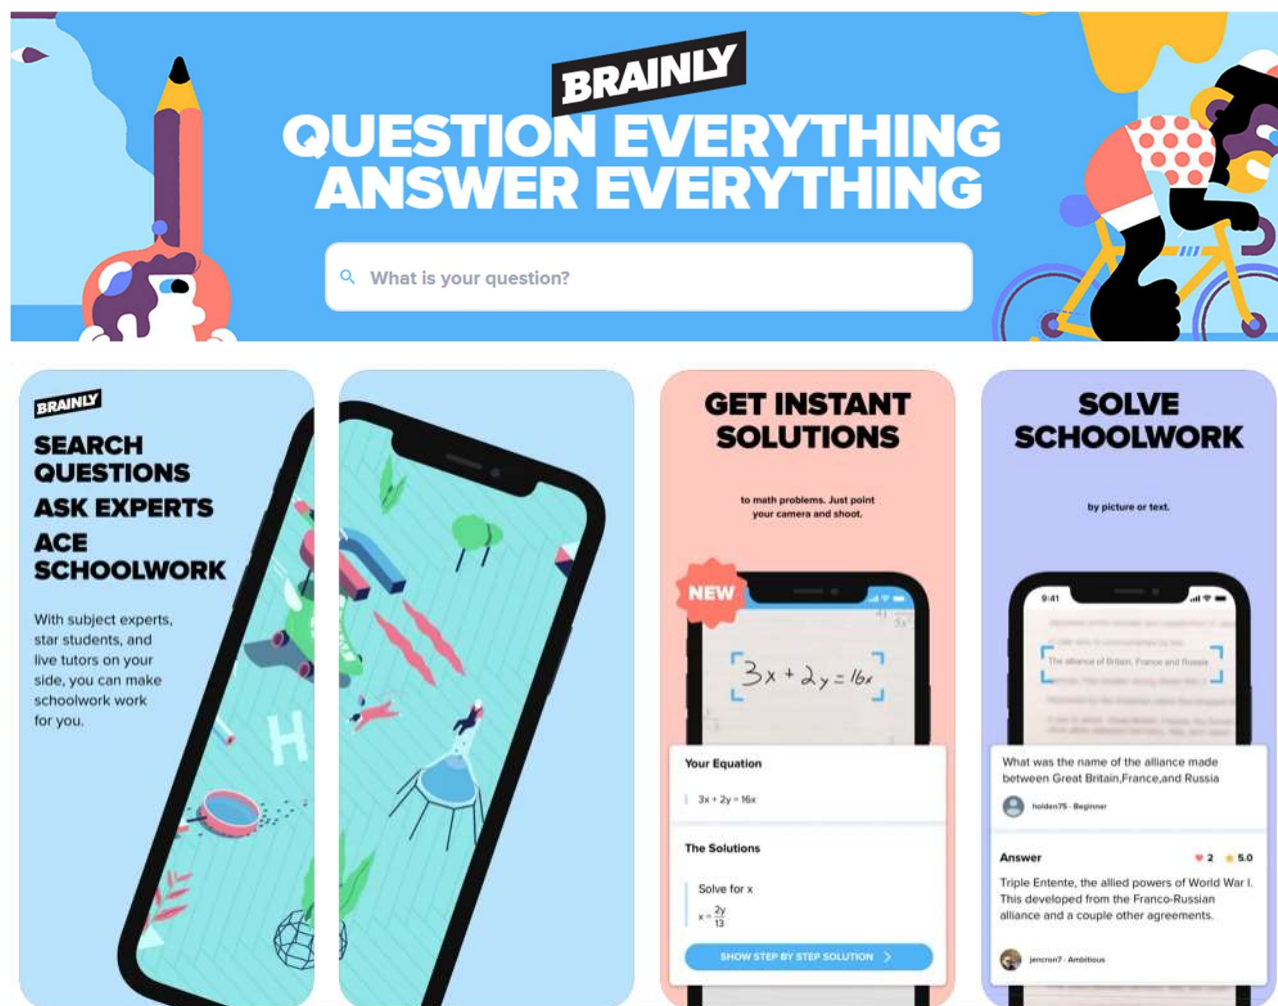 BRAINLY
QUESTION EVERYTHING
ANSWER EVERYTHING
What is your question?
BRAINLY
SEARCH
QUESTIONS
ASK EXPERTS
ACE
SCHOOLWORK
With subject experts,
star students, and
live tutors on your
side, you can make
schoolwork work
for you.
H
GET INSTANT
SOLUTIONS
to math problems. Just point
your camera and shoot.
NEW
3x + 2y = 16x
Your Equation
3x + 2y = 16x
The Solutions
Solve for x
x = 2y/13
SHOW STEP BY STEP SOLUTION
SOLVE
SCHOOLWORK
by picture or text.
9:41
The alliance of Britain, France and Russia
What was the name of the alliance made
between Great Britain,France,and Russia
holden75 · Beginner
Answer 2 5.0
Triple Entente, the allied powers of World War I.
This developed from the Franco-Russian
alliance and a couple other agreements.
jencron7 · Ambitious